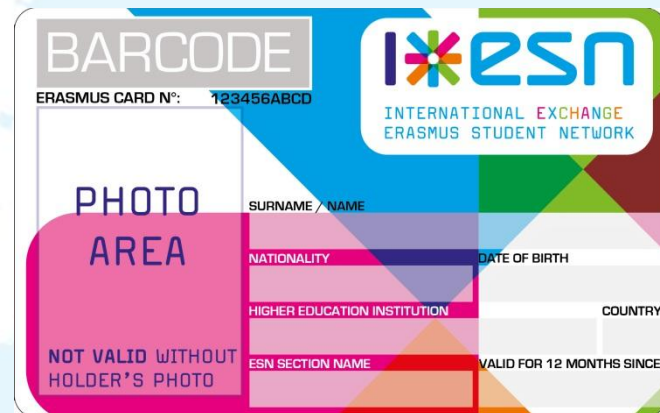 BARCODE
ERASMUS CARD Nº: 123456ABCD
esn
INTERNATIONAL EXCHANGE
ERASMUS STUDENT NETWORK
PHOTO
AREA
NOT VALID WITHOUT
HOLDER'S PHOTO
SURNAME / NAME
NATIONALITY DATE OF BIRTH
HIGHER EDUCATION INSTITUTION COUNTRY
ESN SECTION NAME VALID FOR 12 MONTHS SINCE